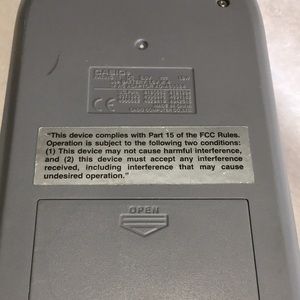 CASIO
"This device complies with Part 15 of the FCC Rules.
Operation is subject to the following two conditions:
(1) This device may not cause harmful interference,
and (2) this device must accept any interference
received, including interference that may cause
undesired operation."
OPEN